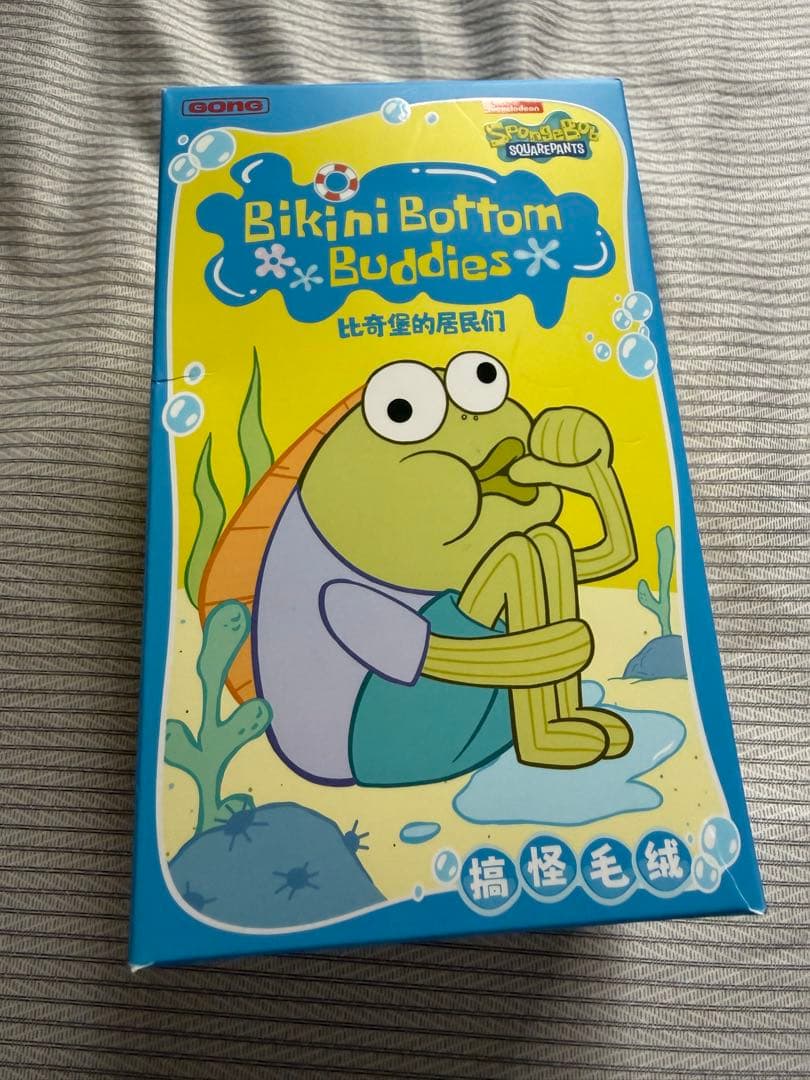 GONG
nickelodeon
SpongeBob
SQUAREPANTS
Bikini Bottom
Buddies
比奇堡的居民们
搞怪毛绒